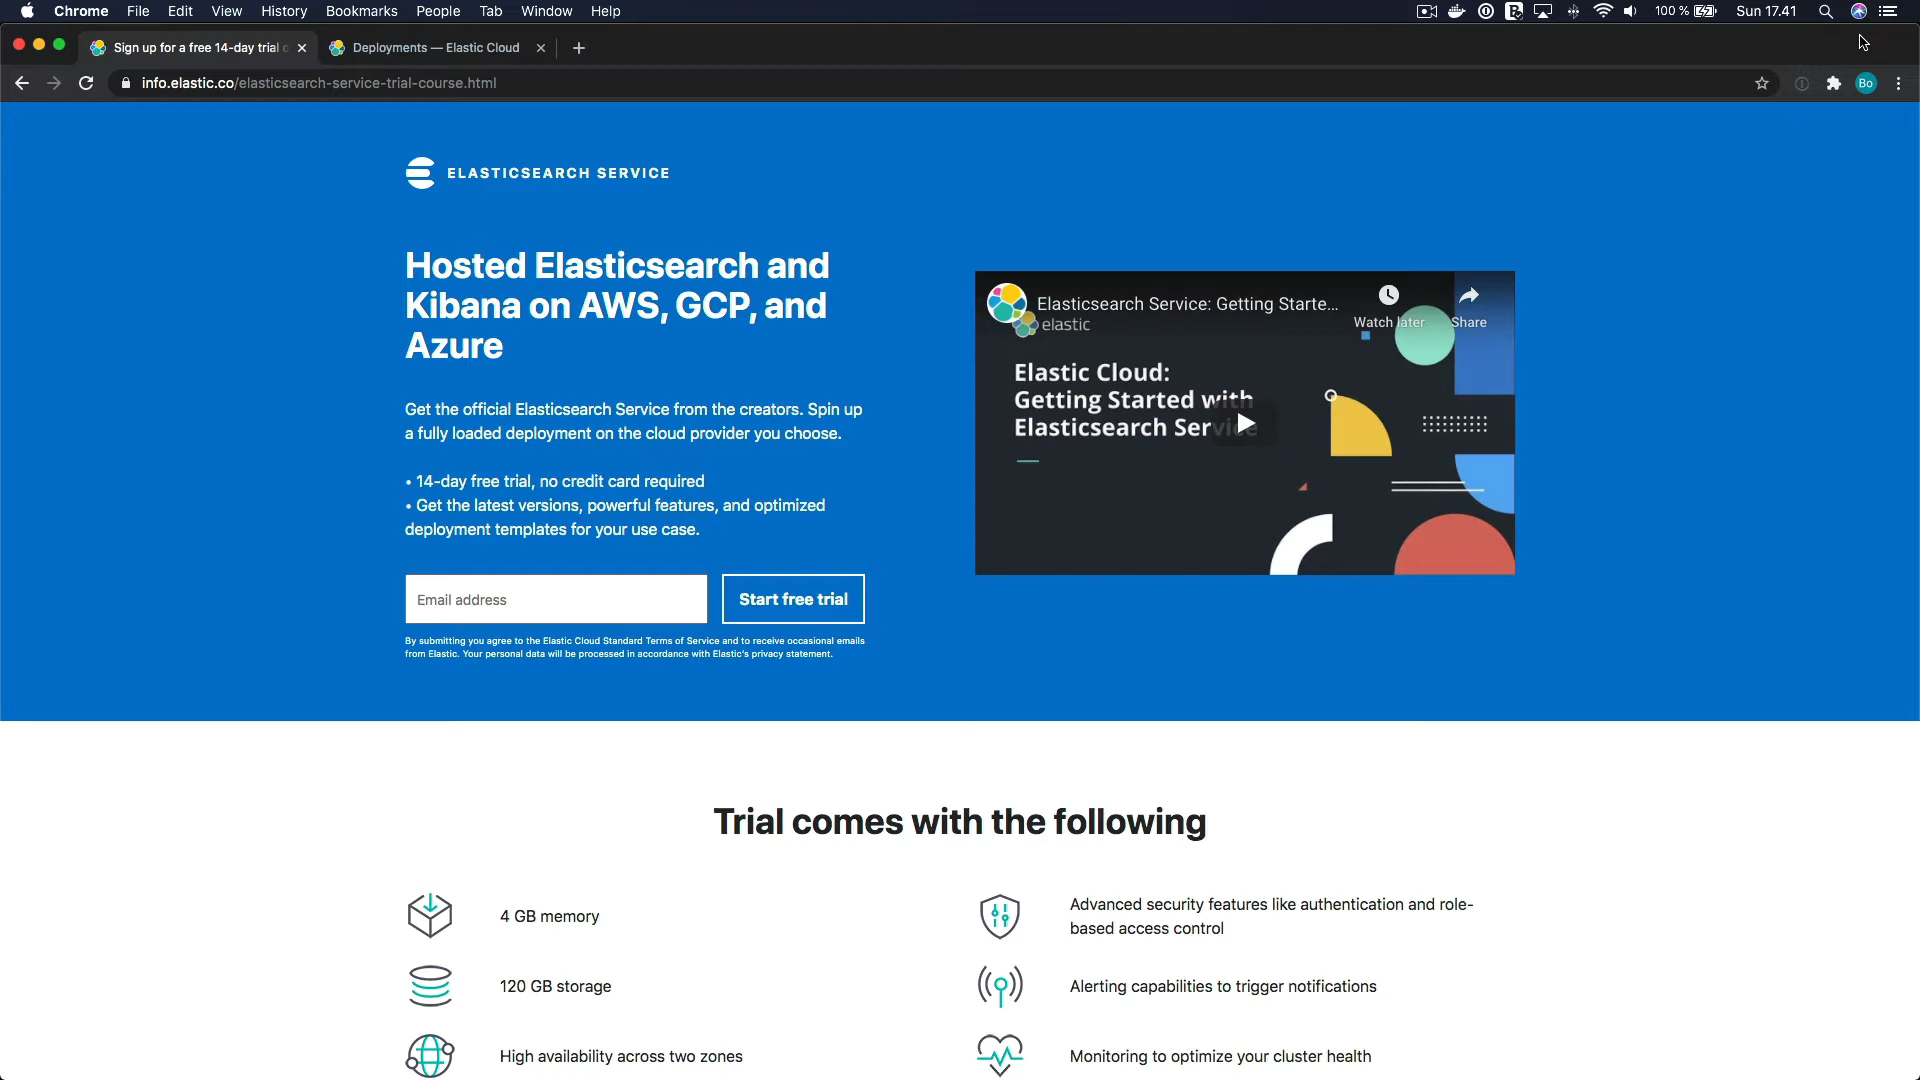 Chrome File Edit View History Bookmarks People Tab Window Help
100 % Sun 17.41
Sign up for a free 14-day trial
Deployments — Elastic Cloud
info.elastic.co/elasticsearch-service-trial-course.html
Bo
ELASTICSEARCH SERVICE
Hosted Elasticsearch and
Kibana on AWS, GCP, and
Azure
Get the official Elasticsearch Service from the creators. Spin up
a fully loaded deployment on the cloud provider you choose.
• 14-day free trial, no credit card required
• Get the latest versions, powerful features, and optimized
deployment templates for your use case.
Email address
Start free trial
By submitting you agree to the Elastic Cloud Standard Terms of Service and to receive occasional emails
from Elastic. Your personal data will be processed in accordance with Elastic's privacy statement.
Elasticsearch Service: Getting Starte...
elastic
Watch later
Share
Elastic Cloud:
Getting Started with
Elasticsearch Service
Trial comes with the following
4 GB memory
Advanced security features like authentication and role-
based access control
120 GB storage
Alerting capabilities to trigger notifications
High availability across two zones
Monitoring to optimize your cluster health